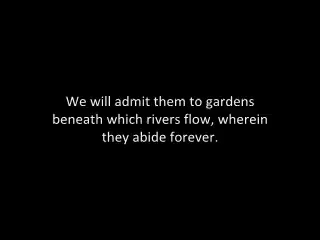 We will admit them to gardens
beneath which rivers flow, wherein
they abide forever.